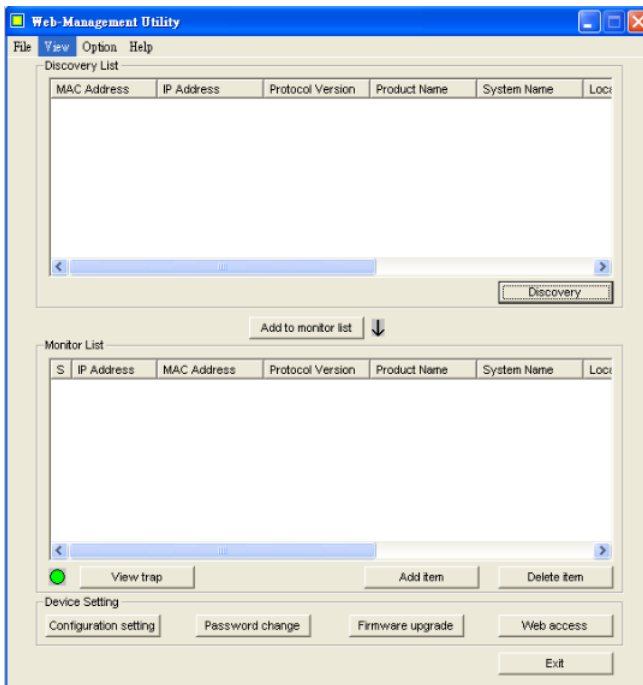 Web-Management Utility
File View Option Help
Discovery List
MAC Address IP Address Protocol Version Product Name System Name Loca
Discovery
Add to monitor list
Monitor List
S IP Address MAC Address Protocol Version Product Name System Name Loca
View trap Add item Delete item
Device Setting
Configuration setting Password change Firmware upgrade Web access
Exit